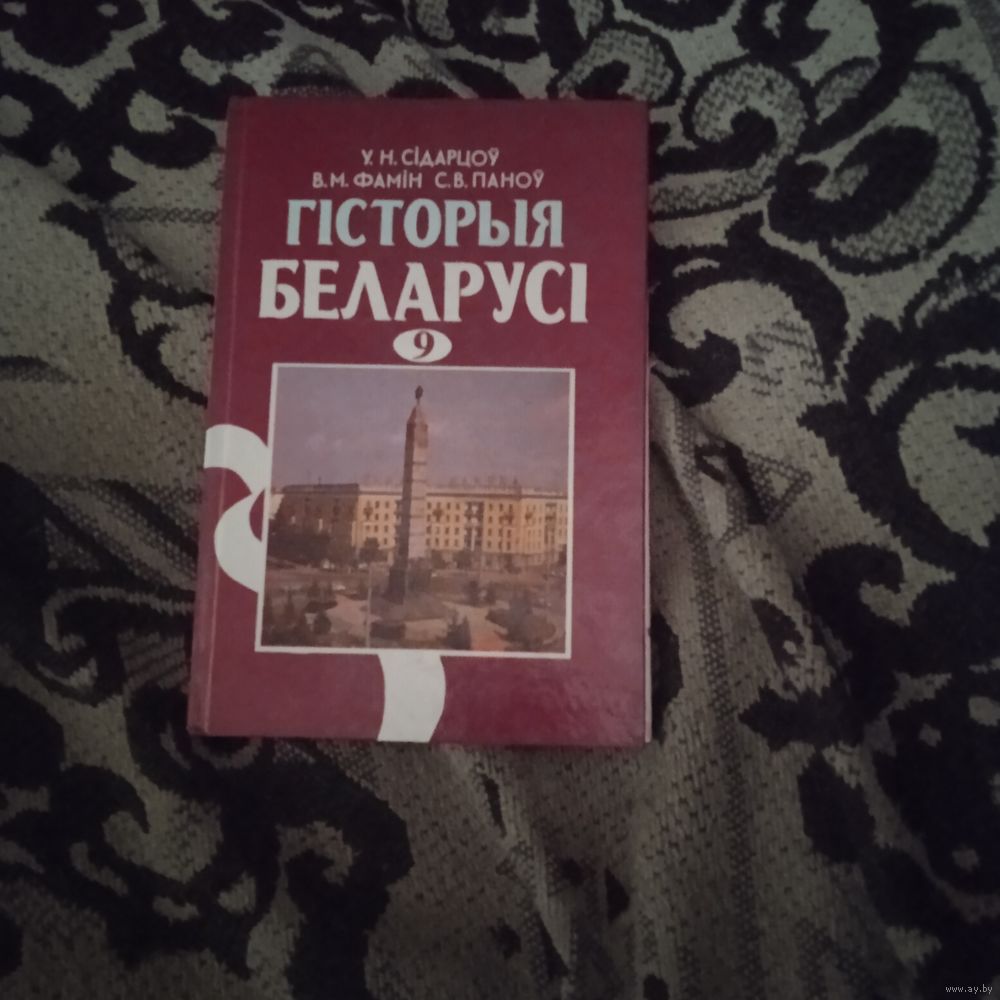 У. Н. СІДАРЦОЎ
В. М. ФАМІН С. В. ПАНОЎ
ГІСТОРЫЯ
БЕЛАРУСІ
9
www.ay.by